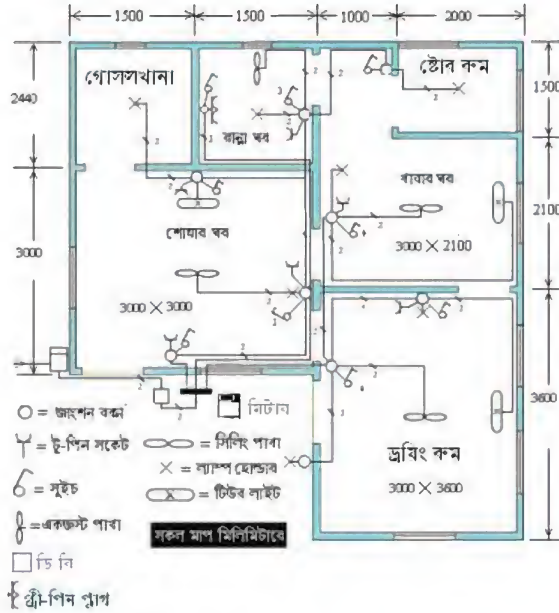 1500 1500 1000 2000
2440
3000
1500
2100
3600
গোসলখানা
রান্না ঘর
ষ্টোর রুম
খাবার ঘর
3000 × 2100
শোবার ঘর
3000 × 3000
ড্রয়িং রুম
3000 × 3600
○ = জাংশন বক্স
মিটার
= টু-পিন সকেট
= সিলিং পাখা
= সুইচ
= ল্যাম্প হোল্ডার
= টিউব লাইট
= একজস্ট পাখা
সকল মাপ মিলিমিটারে
ডি বি
থ্রী-পিন প্লাগ